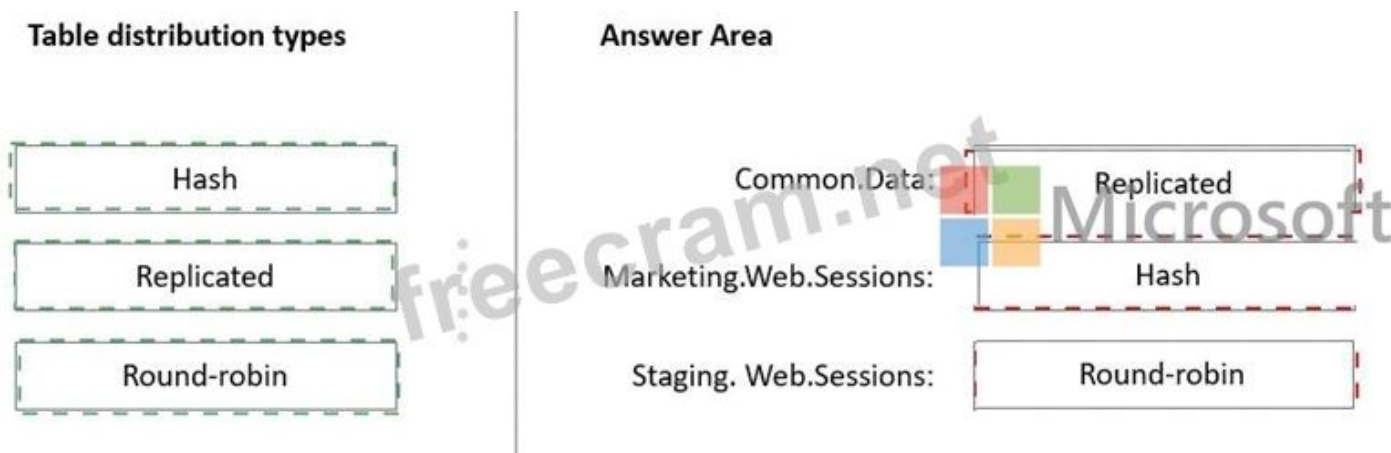 Table distribution types
Answer Area
Hash
Replicated
Round-robin
Common.Data:
Replicated
Marketing.Web.Sessions:
Hash
Staging. Web.Sessions:
Round-robin
freecram.net
Microsoft